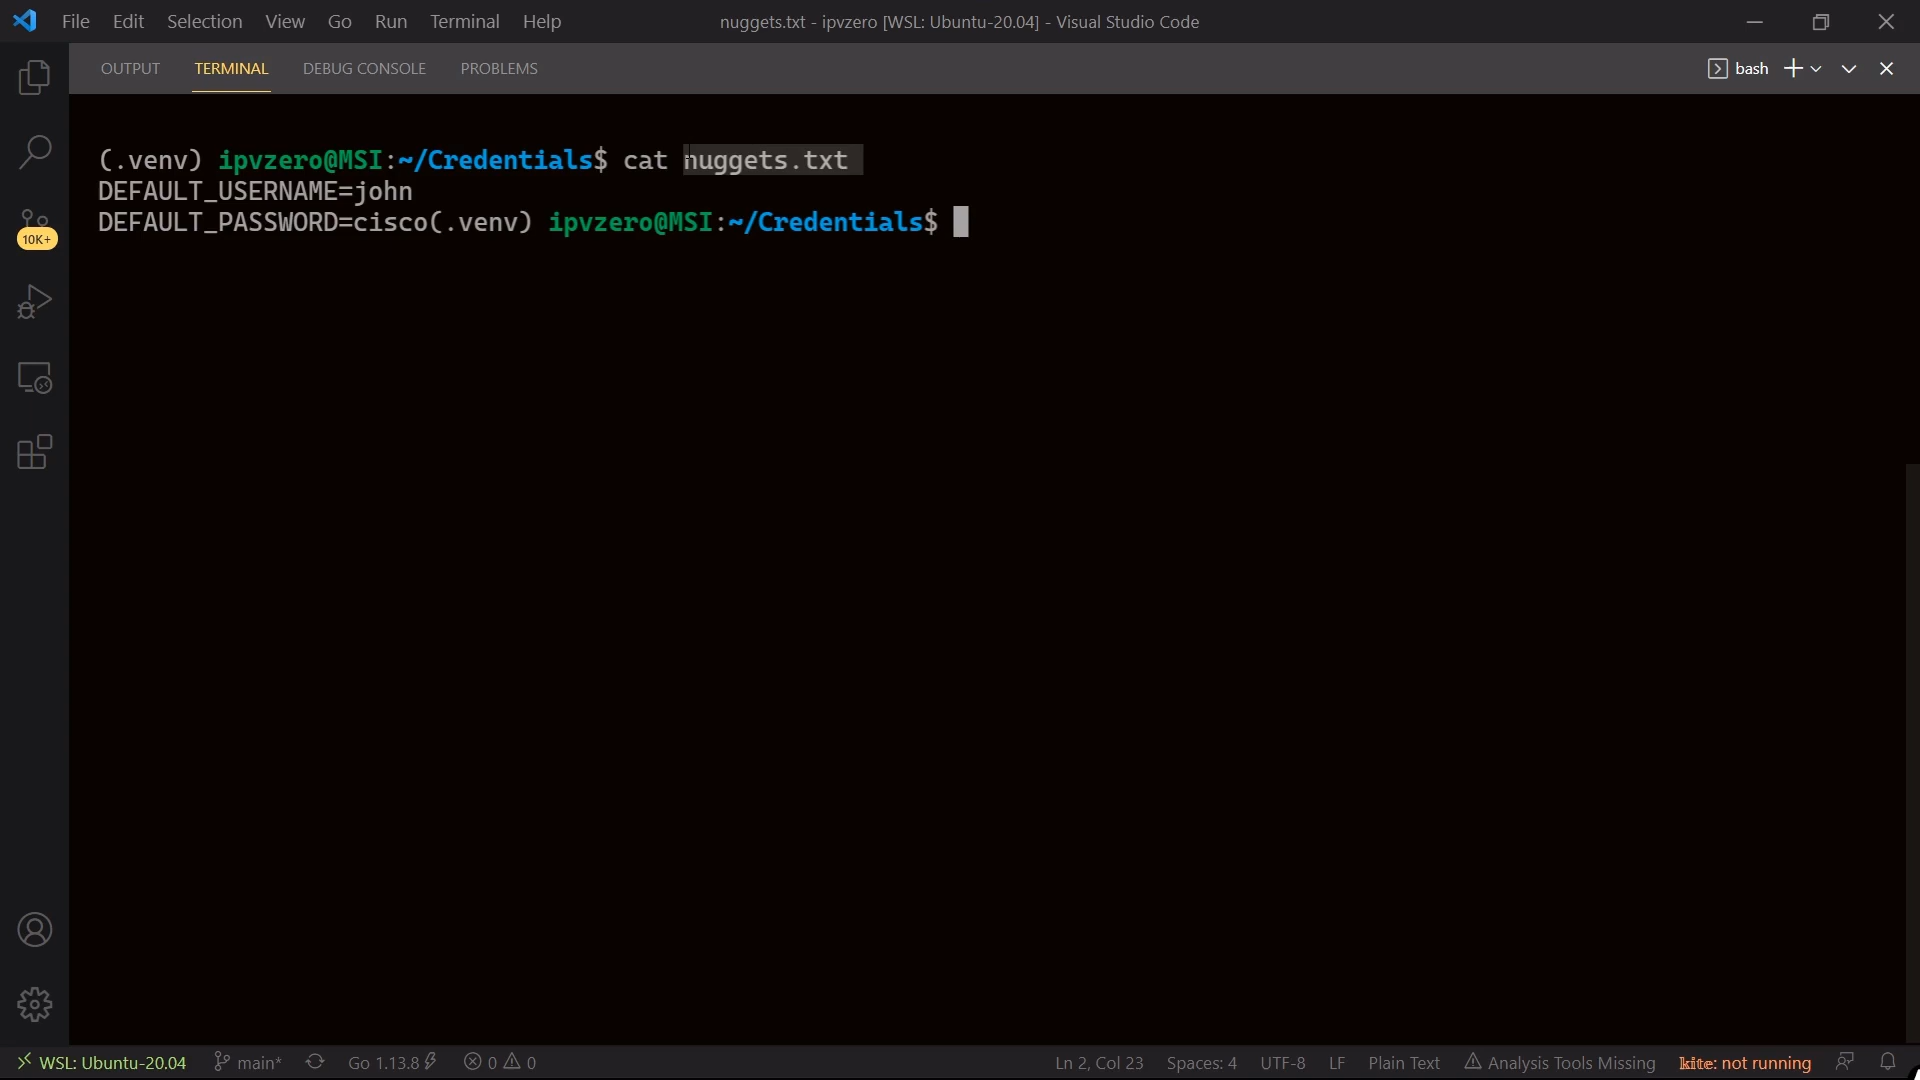 File Edit Selection View Go Run Terminal Help nuggets.txt - ipvzero [WSL: Ubuntu-20.04] - Visual Studio Code
OUTPUT TERMINAL DEBUG CONSOLE PROBLEMS bash
(.venv) ipvzero@MSI:~/Credentials$ cat nuggets.txt
DEFAULT_USERNAME=john
DEFAULT_PASSWORD=cisco(.venv) ipvzero@MSI:~/Credentials$
10K+
WSL: Ubuntu-20.04 main* Go 1.13.8 0 0 Ln 2, Col 23 Spaces: 4 UTF-8 LF Plain Text Analysis Tools Missing kite: not running